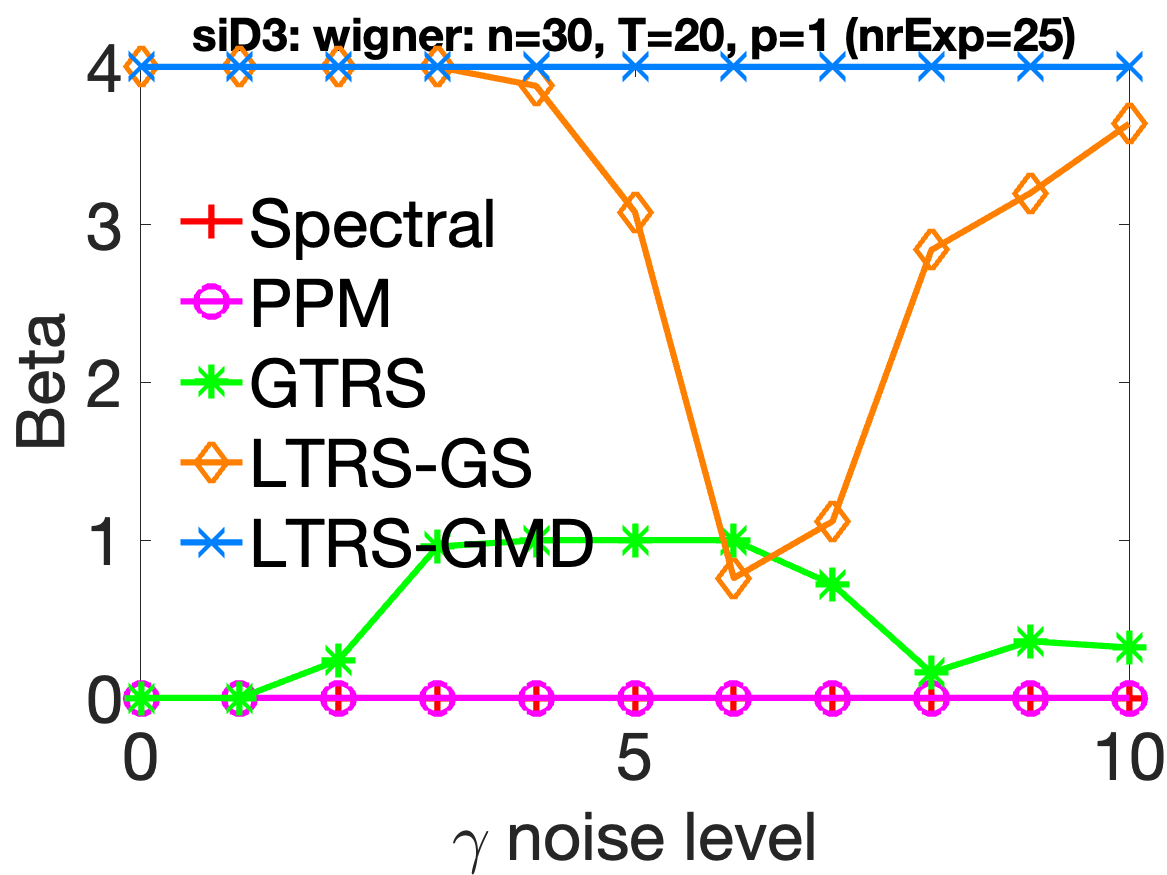 siD3: wigner: n=30, T=20, p=1 (nrExp=25)
4
3
2
1
0
Beta
Spectral
PPM
GTRS
LTRS-GS
LTRS-GMD
0 5 10
γ noise level